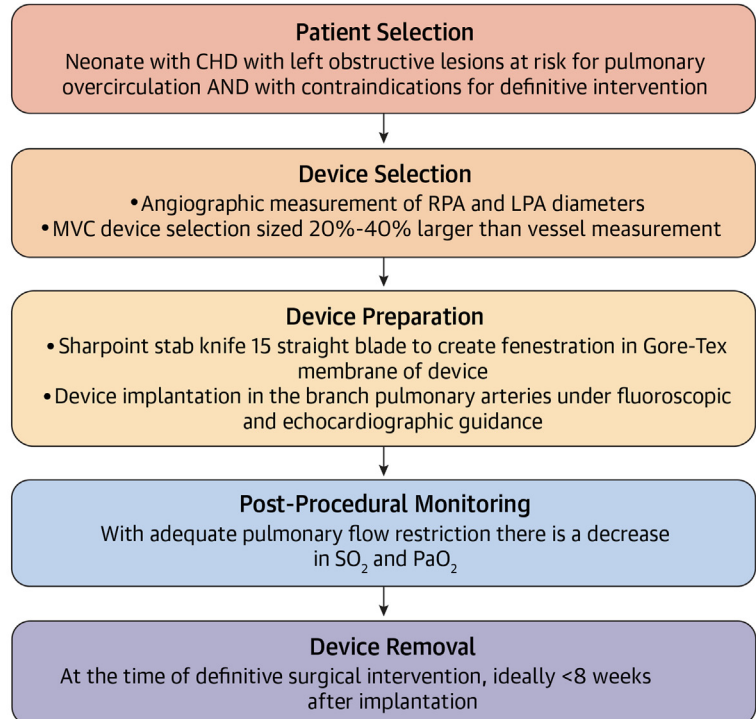 Patient Selection
Neonate with CHD with left obstructive lesions at risk for pulmonary
overcirculation AND with contraindications for definitive intervention
Device Selection
•Angiographic measurement of RPA and LPA diameters
•MVC device selection sized 20%-40% larger than vessel measurement
Device Preparation
•Sharpoint stab knife 15 straight blade to create fenestration in Gore-Tex
membrane of device
•Device implantation in the branch pulmonary arteries under fluoroscopic
and echocardiographic guidance
Post-Procedural Monitoring
With adequate pulmonary flow restriction there is a decrease
in SO₂ and PaO₂
Device Removal
At the time of definitive surgical intervention, ideally <8 weeks
after implantation